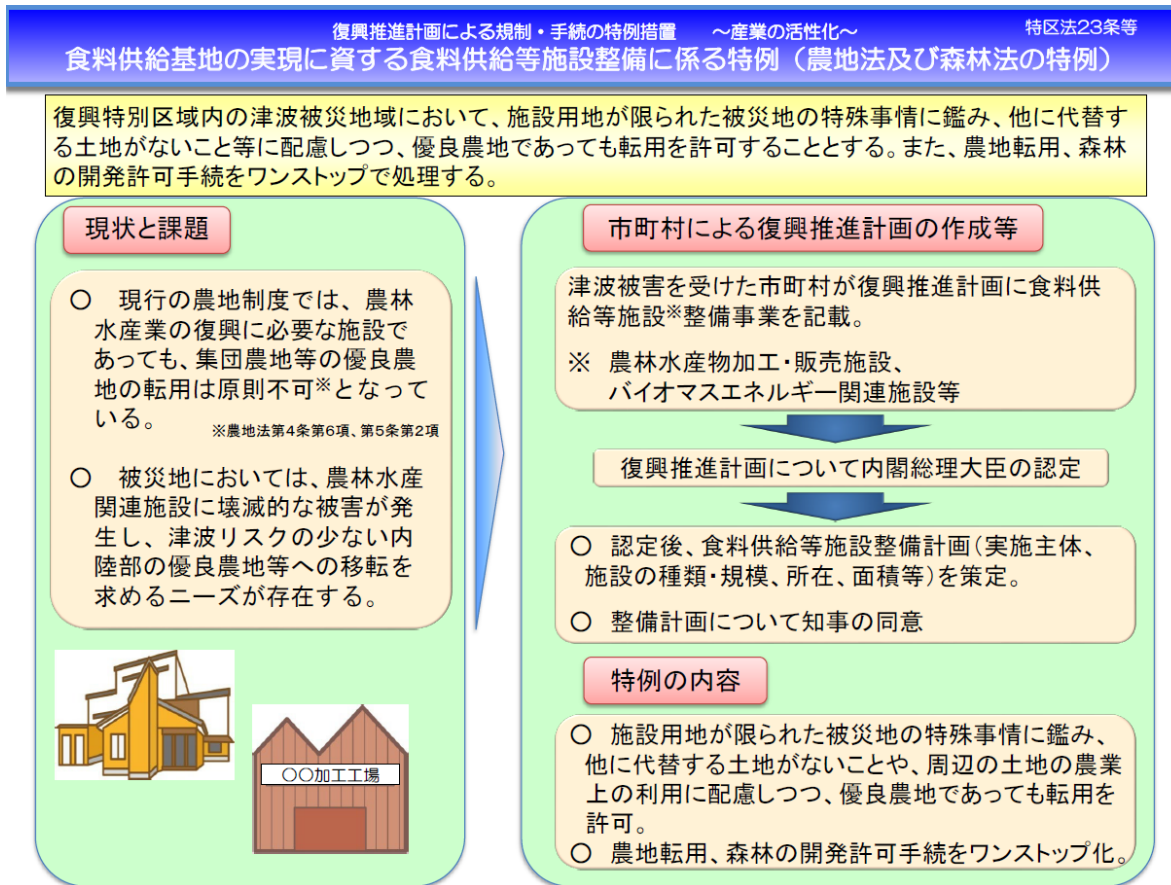 復興推進計画による規制・手続の特例措置　～産業の活性化～
特区法23条等
食料供給基地の実現に資する食料供給等施設整備に係る特例（農地法及び森林法の特例）
復興特別区域内の津波被災地域において、施設用地が限られた被災地の特殊事情に鑑み、他に代替す
る土地がないこと等に配慮しつつ、優良農地であっても転用を許可することとする。また、農地転用、森林
の開発許可手続をワンストップで処理する。
現状と課題
○　現行の農地制度では、農林
水産業の復興に必要な施設で
あっても、集団農地等の優良農
地の転用は原則不可※となって
いる。
※農地法第4条第6項、第5条第2項
○　被災地においては、農林水産
関連施設に壊滅的な被害が発
生し、津波リスクの少ない内
陸部の優良農地等への移転を
求めるニーズが存在する。
〇〇加工工場
市町村による復興推進計画の作成等
津波被害を受けた市町村が復興推進計画に食料供
給等施設※整備事業を記載。
※　農林水産物加工・販売施設、
バイオマスエネルギー関連施設等
復興推進計画について内閣総理大臣の認定
○　認定後、食料供給等施設整備計画（実施主体、
施設の種類・規模、所在、面積等）を策定。
○　整備計画について知事の同意
特例の内容
○　施設用地が限られた被災地の特殊事情に鑑み、
他に代替する土地がないことや、周辺の土地の農業
上の利用に配慮しつつ、優良農地であっても転用を
許可。
○　農地転用、森林の開発許可手続をワンストップ化。